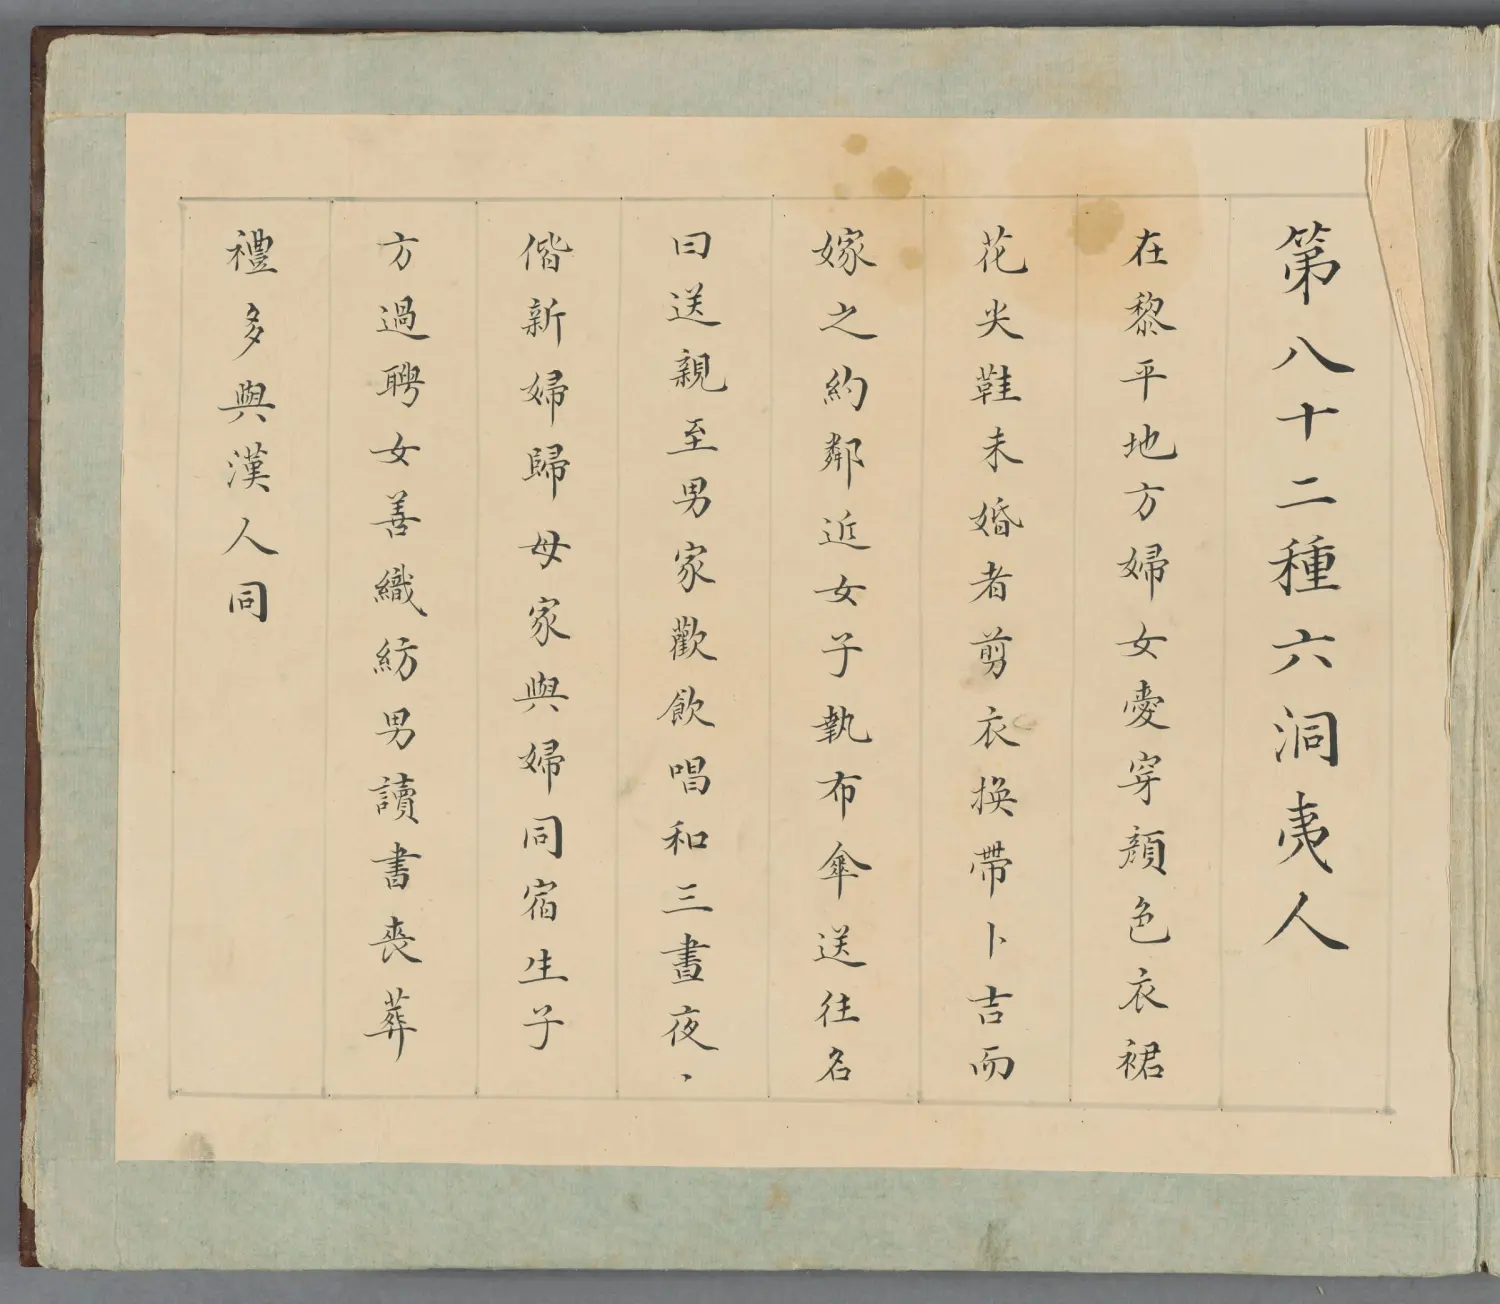 第八十二種六洞夷人
在黎平地方婦女愛穿顏色衣裙
花尖鞋未婚者剪衣換帶卜吉而
嫁之約鄰近女子執布傘送往名
曰送親至男家歡飲唱和三晝夜、
偕新婦歸母家與婦同宿生子
方過聘女善織紡男讀書喪葬
禮多與漢人同